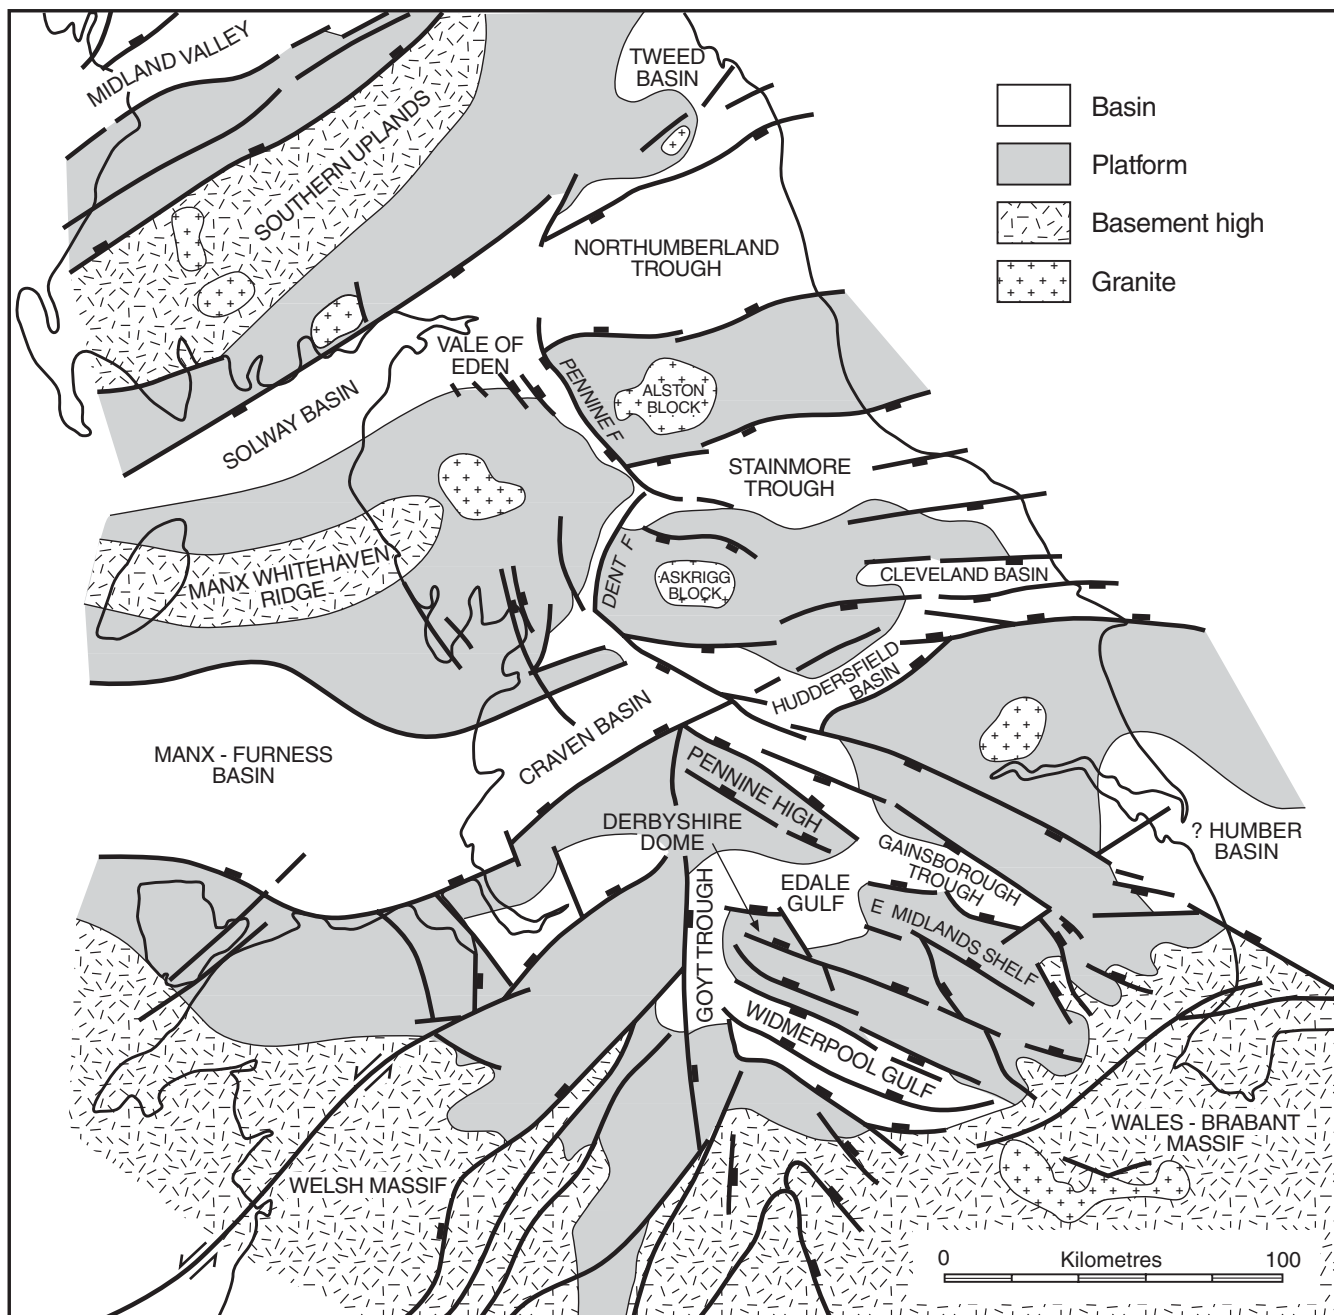 MIDLAND VALLEY
TWEED
BASIN
SOUTHERN UPLANDS
Basin
Platform
Basement high
Granite
NORTHUMBERLAND
TROUGH
VALE OF
EDEN
PENNINE F
ALSTON
BLOCK
SOLWAY BASIN
STAINMORE
TROUGH
MANX WHITEHAVEN
RIDGE
DENT F
ASKRIGG
BLOCK
CLEVELAND BASIN
HUDDERSFIELD
BASIN
CRAVEN BASIN
MANX - FURNESS
BASIN
PENNINE HIGH
DERBYSHIRE
DOME
? HUMBER
BASIN
GAINSBOROUGH
TROUGH
EDALE
GULF
E MIDLANDS SHELF
GOYT TROUGH
WIDMERPOOL GULF
WALES - BRABANT
MASSIF
WELSH MASSIF
0 Kilometres 100